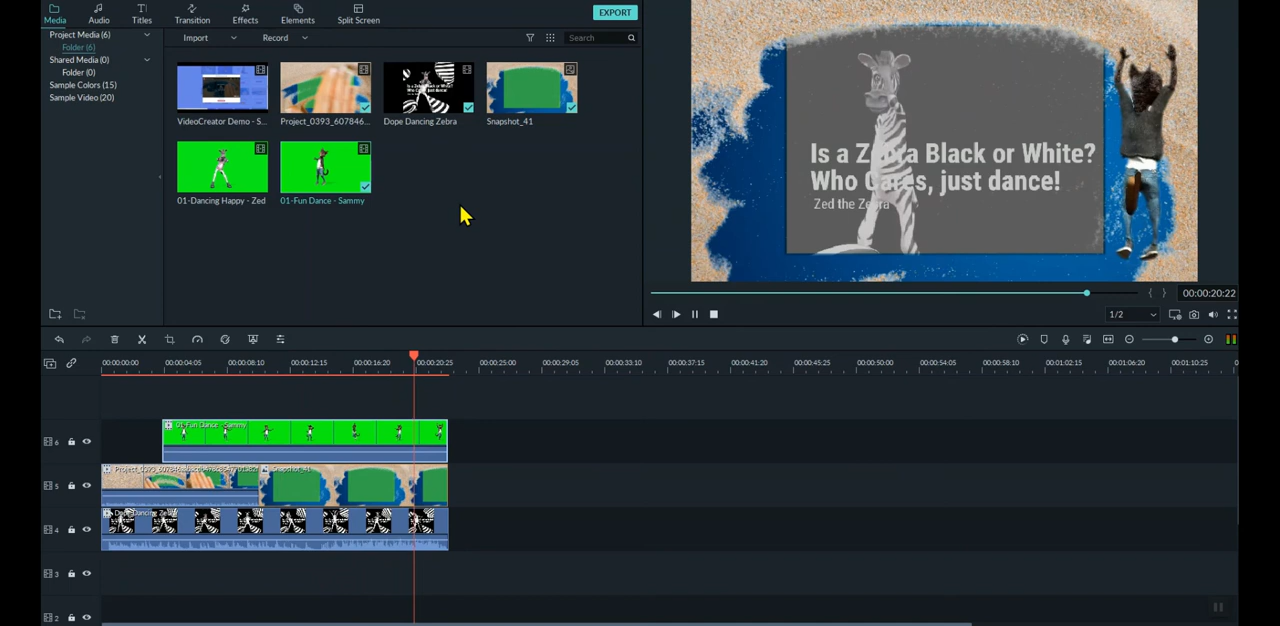 Media Audio Titles Transition Effects Elements Split Screen EXPORT
Project Media (6)
Folder (6)
Shared Media (0)
Folder (0)
Sample Colors (15)
Sample Video (20)
Import Record Search
VideoCreator Demo - S... Project_0393_607846... Dope Dancing Zebra Snapshot_41
01-Dancing Happy - Zed 01-Fun Dance - Sammy
Is a Zebra Black or White?
Who Cares, just dance!
Zed the Zebra
00:00:20:22
1/2
00:00:00:00 00:00:04:05 00:00:08:10 00:00:12:15 00:00:16:20 00:00:20:25 00:00:25:00 00:00:29:05 00:00:33:10 00:00:37:15 00:00:41:20 00:00:45:25 00:00:50:00 00:00:54:05 00:00:58:10 00:01:02:15 00:01:06:20 00:01:10:25
01-Fun Dance - Sammy
6
Snapshot_41
5
Dope Dancing Zebra
4
3
2